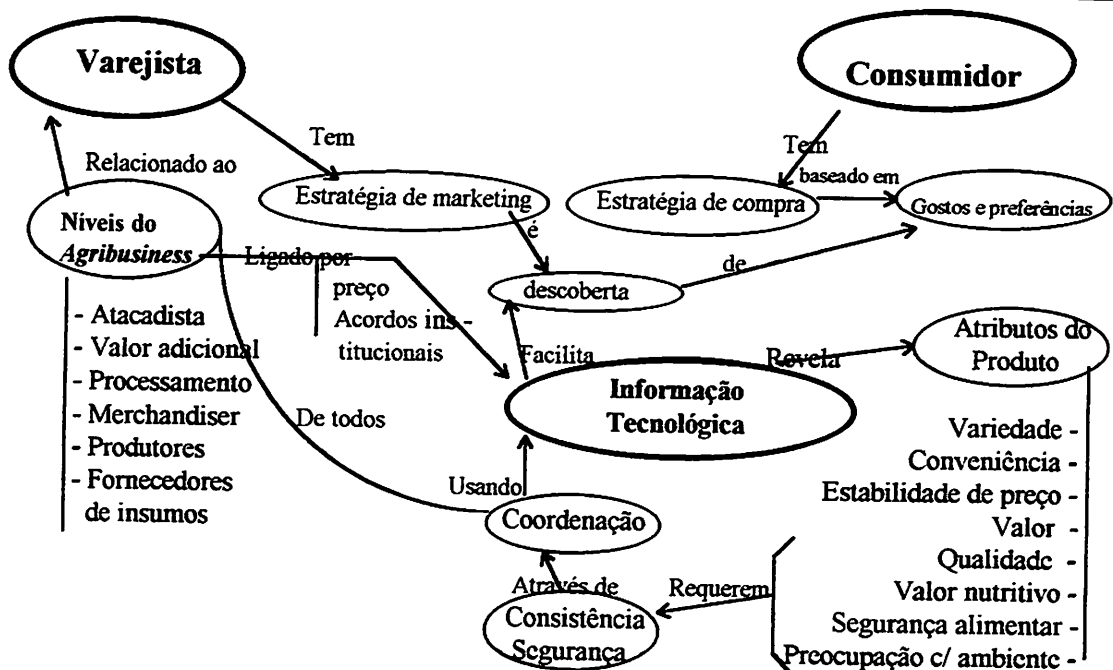 Varejista
Consumidor
Tem
Tem
Relacionado ao
baseado em
Estratégia de marketing
Estratégia de compra
Gostos e preferências
Níveis do
Agribusiness
é
Ligado por
de
descoberta
preço
Acordos ins -
titucionais
- Atacadista
- Valor adicional
- Processamento
- Merchandiser
- Produtores
- Fornecedores
de insumos
Facilita
Revela
Atributos do
Produto
Informação
Tecnológica
De todos
Variedade -
Conveniência -
Estabilidade de preço -
Valor -
Qualidade -
Valor nutritivo -
Segurança alimentar -
Preocupação c/ ambiente -
Usando
Coordenação
Através de
Requerem
Consistência
Segurança